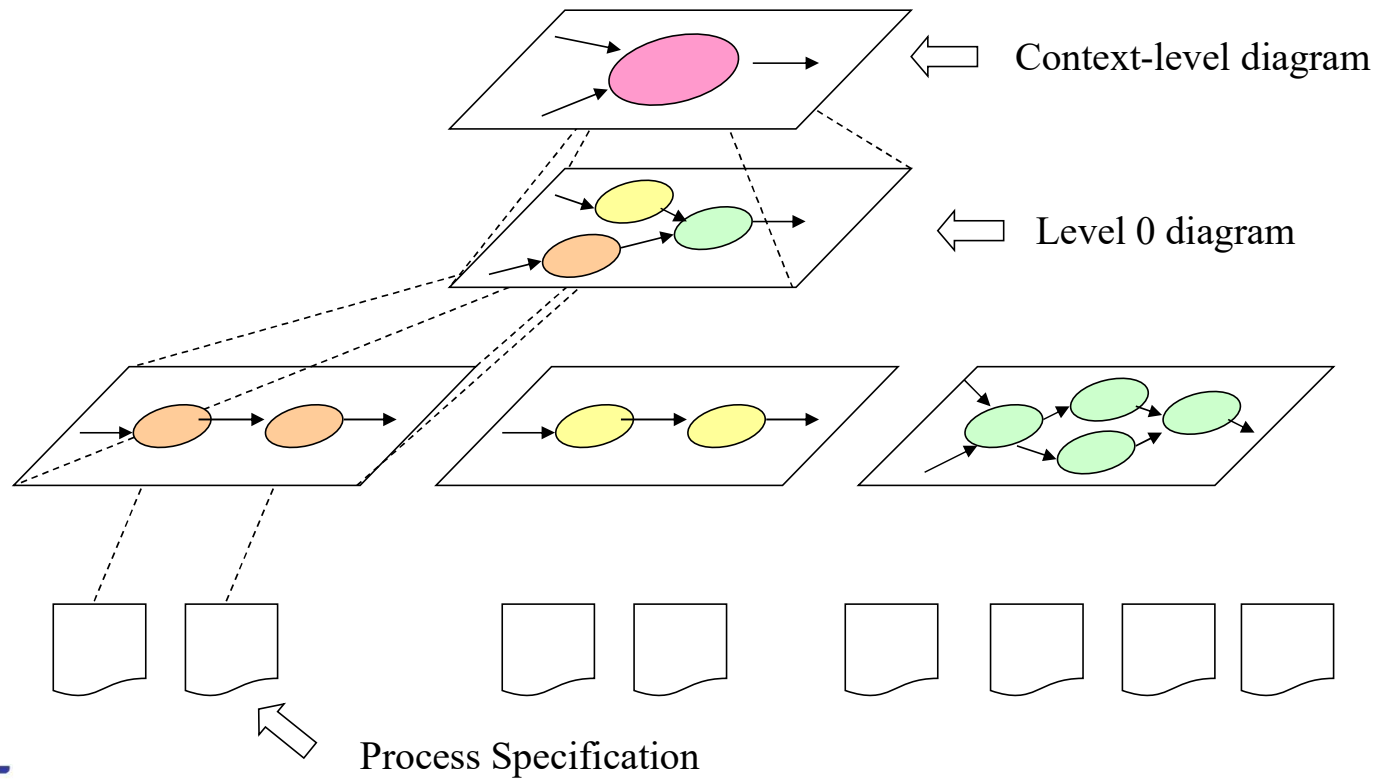 Context-level diagram
Level 0 diagram
Process Specification